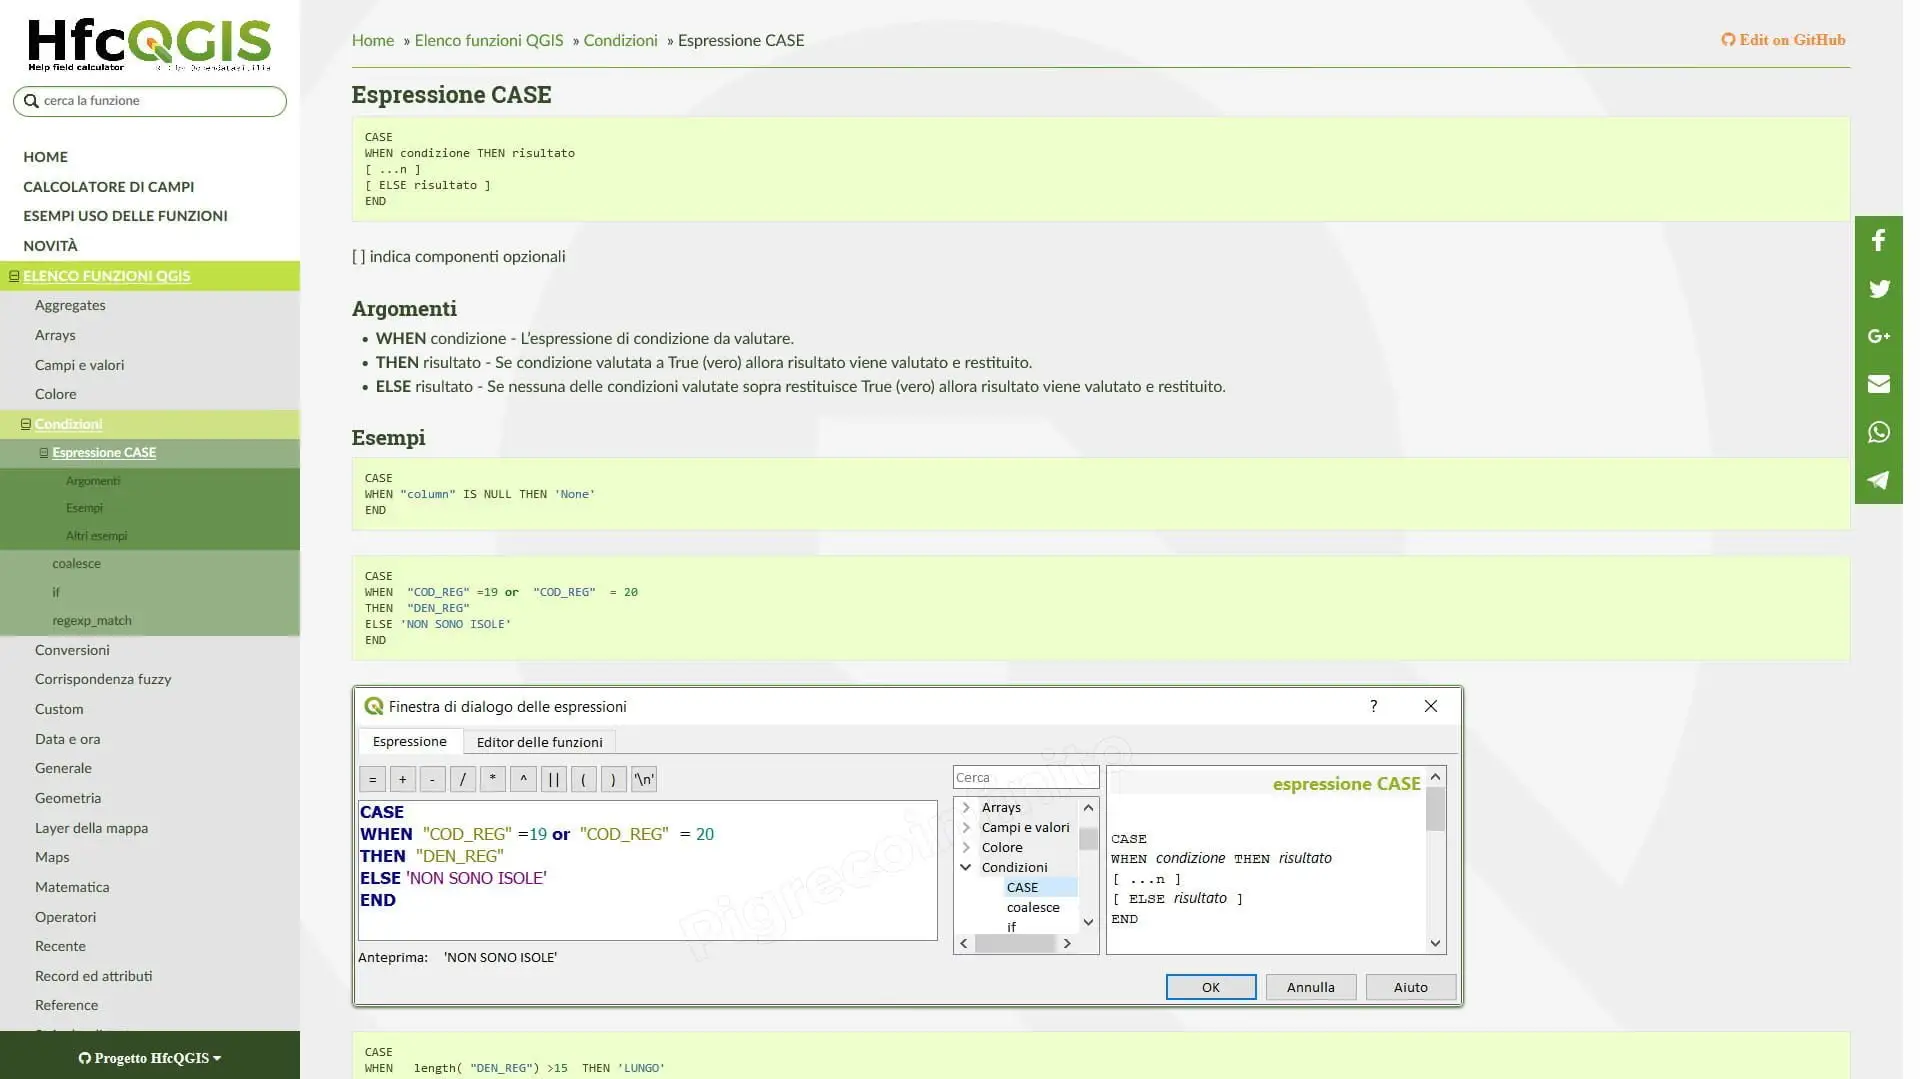 HfcQGIS
Help field calculator
cerca la funzione
HOME
CALCOLATORE DI CAMPI
ESEMPI USO DELLE FUNZIONI
NOVITÀ
ELENCO FUNZIONI QGIS
Aggregates
Arrays
Campi e valori
Colore
Condizioni
Espressione CASE
Argomenti
Esempi
Altri esempi
coalesce
if
regexp_match
Conversioni
Corrispondenza fuzzy
Custom
Data e ora
Generale
Geometria
Layer della mappa
Maps
Matematica
Operatori
Recente
Record ed attributi
Reference
Progetto HfcQGIS
Home » Elenco funzioni QGIS » Condizioni » Espressione CASE
Edit on GitHub
Espressione CASE
CASE
WHEN condizione THEN risultato
[ ...n ]
[ ELSE risultato ]
END
[ ] indica componenti opzionali
Argomenti
• WHEN condizione - L’espressione di condizione da valutare.
• THEN risultato - Se condizione valutata a True (vero) allora risultato viene valutato e restituito.
• ELSE risultato - Se nessuna delle condizioni valutate sopra restituisce True (vero) allora risultato viene valutato e restituito.
Esempi
CASE
WHEN "column" IS NULL THEN 'None'
END
CASE
WHEN "COD_REG" =19 or "COD_REG" = 20
THEN "DEN_REG"
ELSE 'NON SONO ISOLE'
END
Finestra di dialogo delle espressioni
?
Espressione
Editor delle funzioni
= + - / * ^ || ( ) '\n'
CASE
WHEN "COD_REG" =19 or "COD_REG" = 20
THEN "DEN_REG"
ELSE 'NON SONO ISOLE'
END
Anteprima: 'NON SONO ISOLE'
Cerca
Arrays
Campi e valori
Colore
Condizioni
CASE
coalesce
if
espressione CASE
CASE
WHEN condizione THEN risultato
[ ...n ]
[ ELSE risultato ]
END
Pigrecoinfinito
OK
Annulla
Aiuto
CASE
WHEN length( "DEN_REG") >15 THEN 'LUNGO'
G+